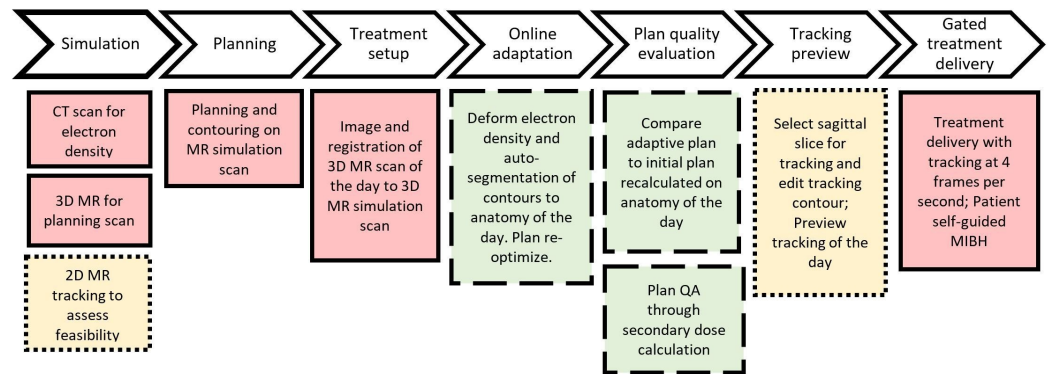 Simulation
Planning
Treatment
setup
Online
adaptation
Plan quality
evaluation
Tracking
preview
Gated
treatment
delivery
CT scan for
electron
density
3D MR for
planning scan
2D MR
tracking to
assess
feasibility
Planning and
contouring on
MR simulation
scan
Image and
registration of
3D MR scan of
the day to 3D
MR simulation
scan
Deform electron
density and
auto-
segmentation of
contours to
anatomy of the
day. Plan re-
optimize.
Compare
adaptive plan
to initial plan
recalculated on
anatomy of the
day
Plan QA
through
secondary dose
calculation
Select sagittal
slice for
tracking and
edit tracking
contour;
Preview
tracking of the
day
Treatment
delivery with
tracking at 4
frames per
second; Patient
self-guided
MIBH